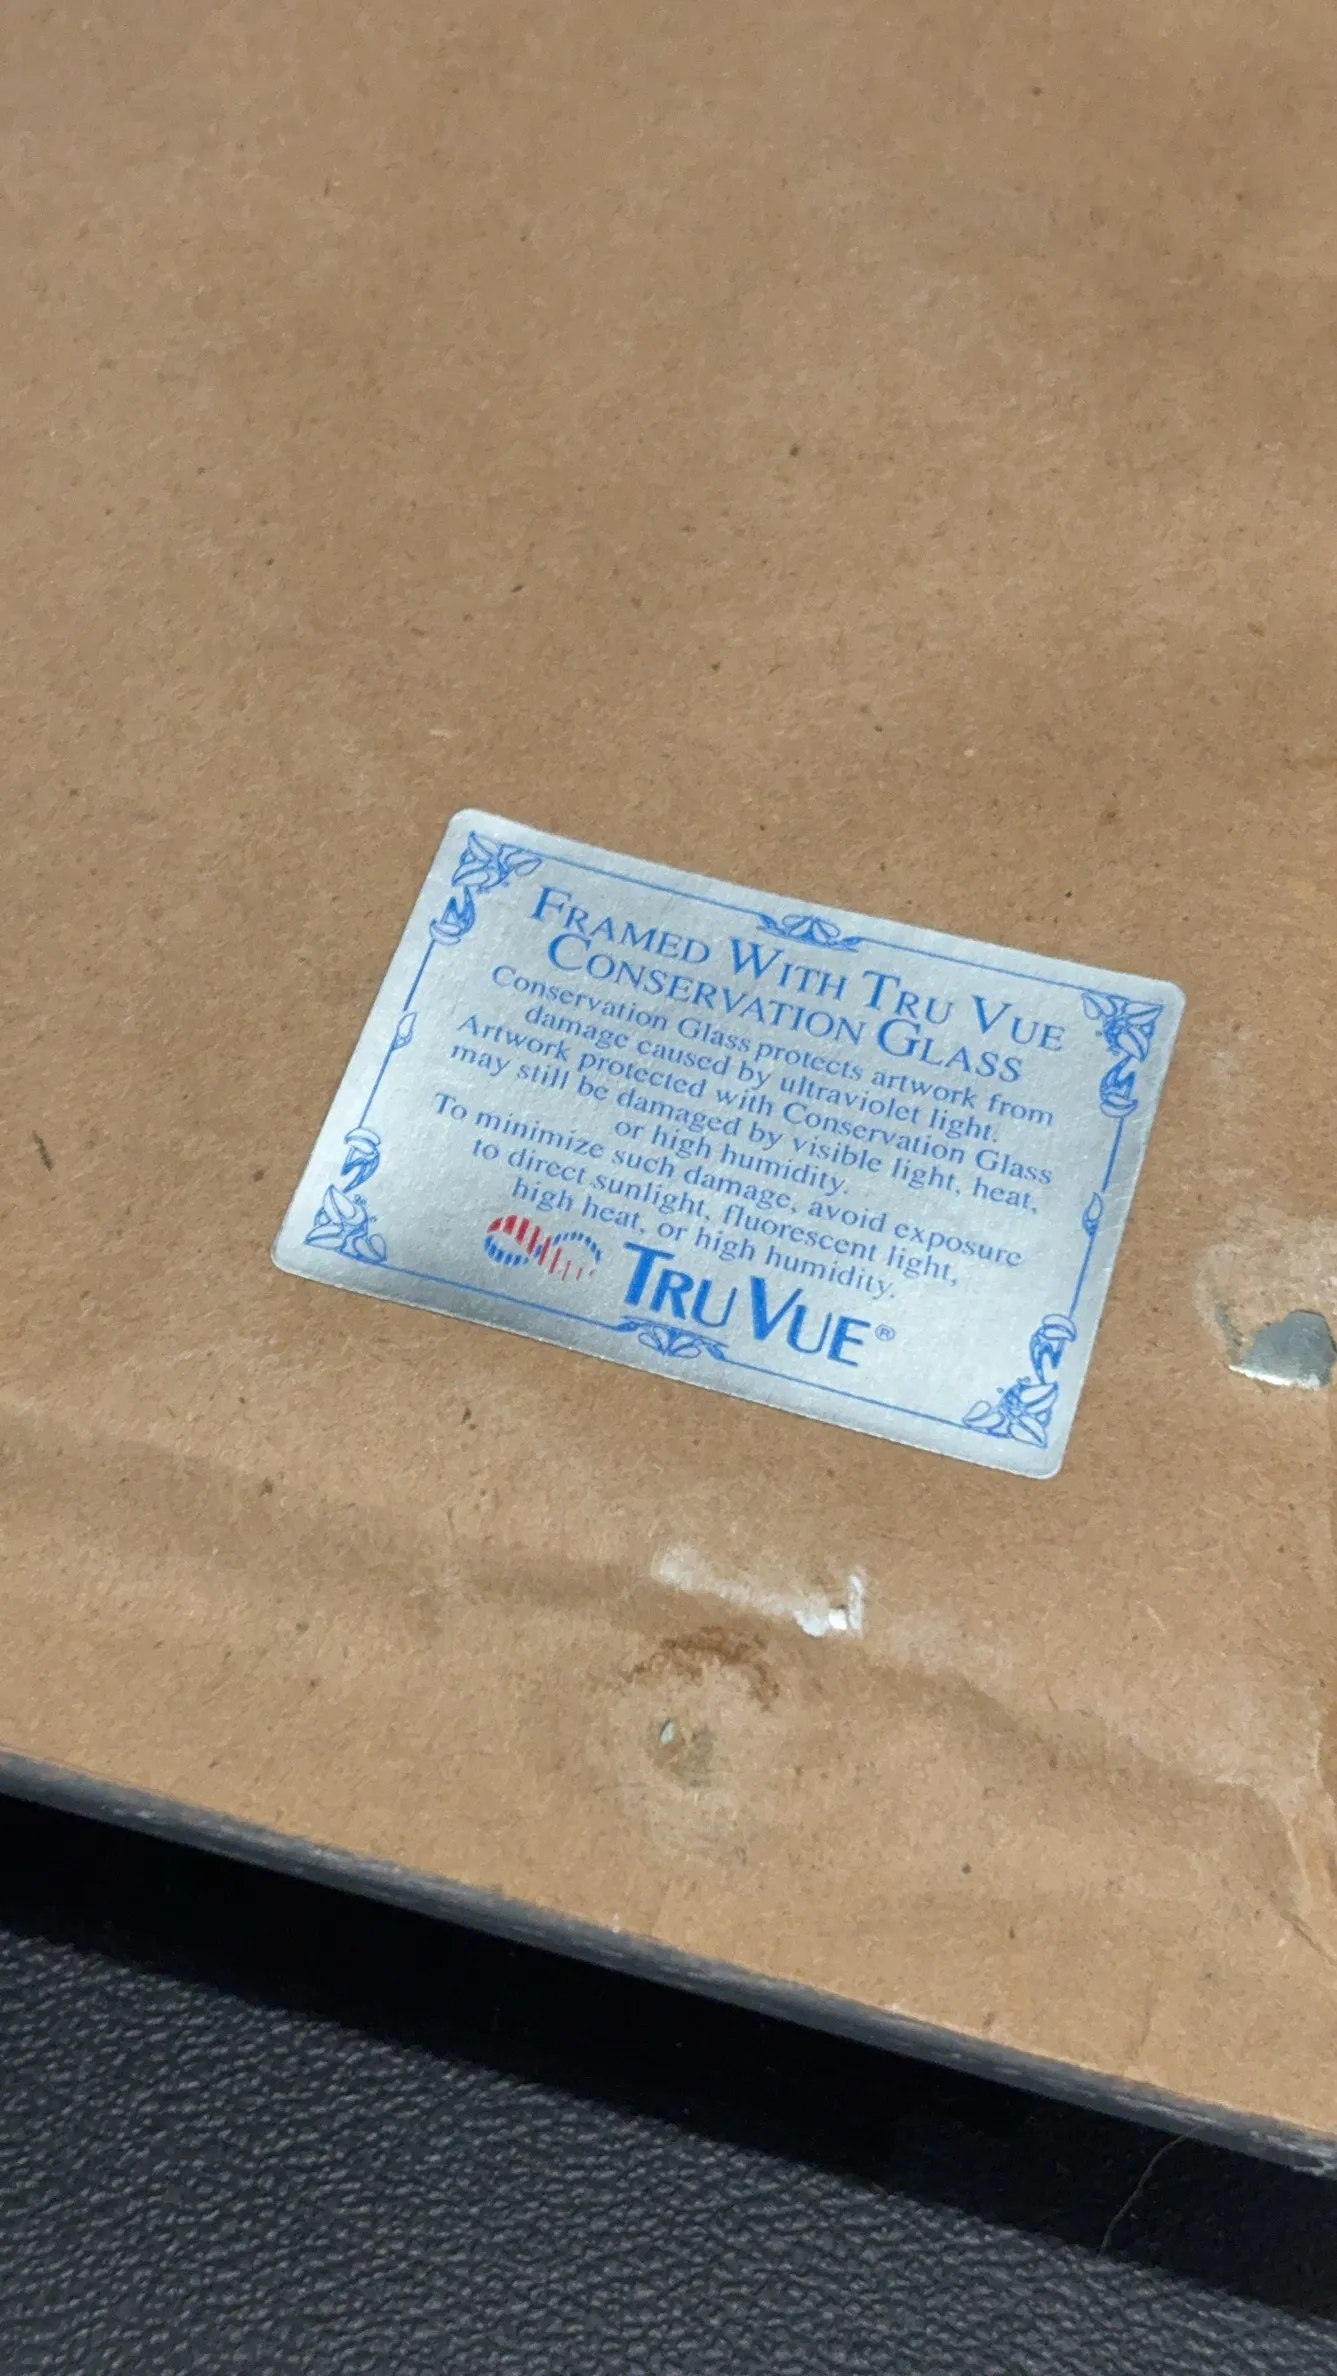 FRAMED WITH TRU VUE
CONSERVATION GLASS
Conservation Glass protects artwork from
damage caused by ultraviolet light.
Artwork protected with Conservation Glass
may still be damaged by visible light, heat,
or high humidity.
To minimize such damage, avoid exposure
to direct sunlight, fluorescent light,
high heat, or high humidity.
TRU VUE®